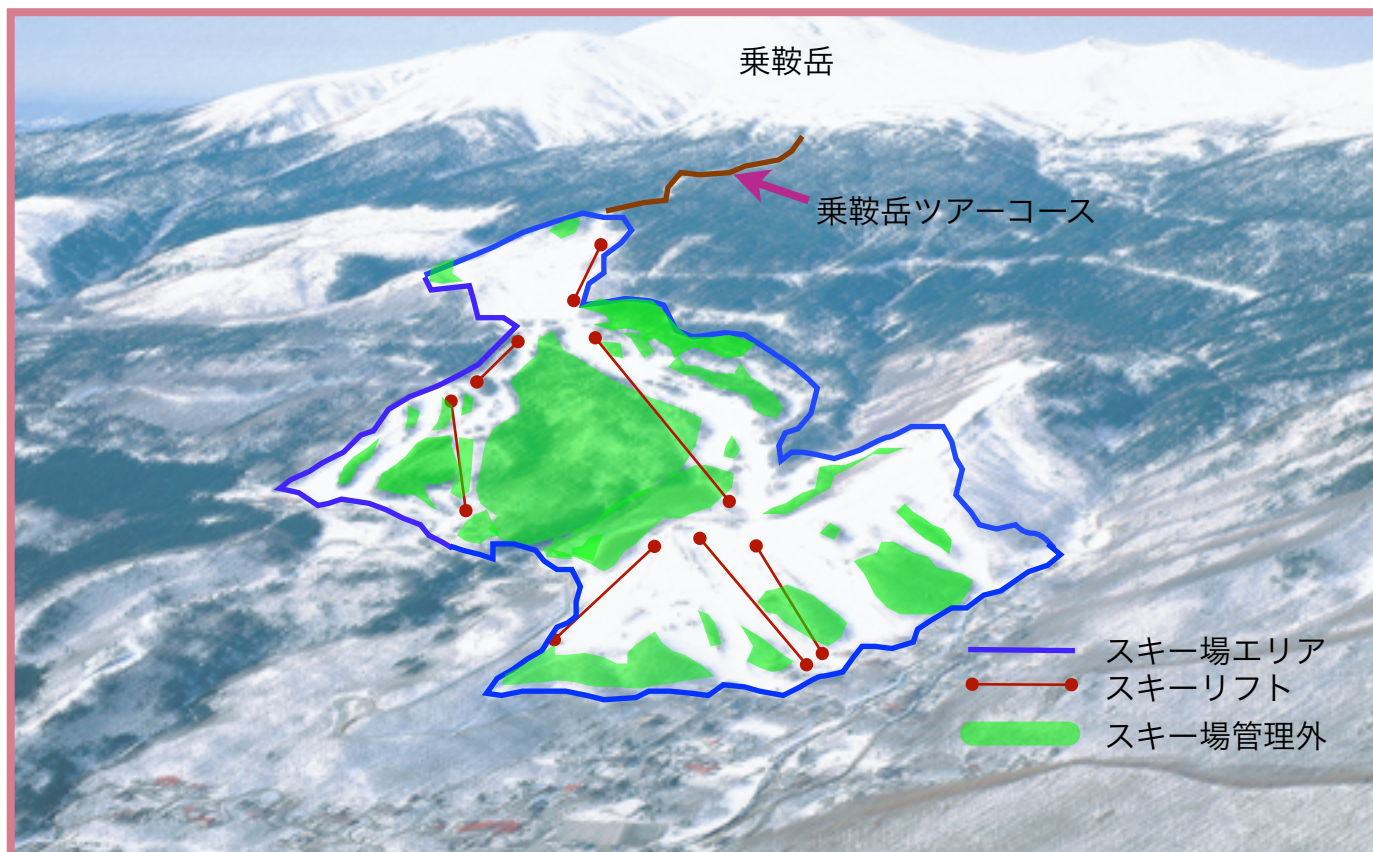 乗鞍岳
乗鞍岳ツアーコース
スキー場エリア
スキーリフト
スキー場管理外